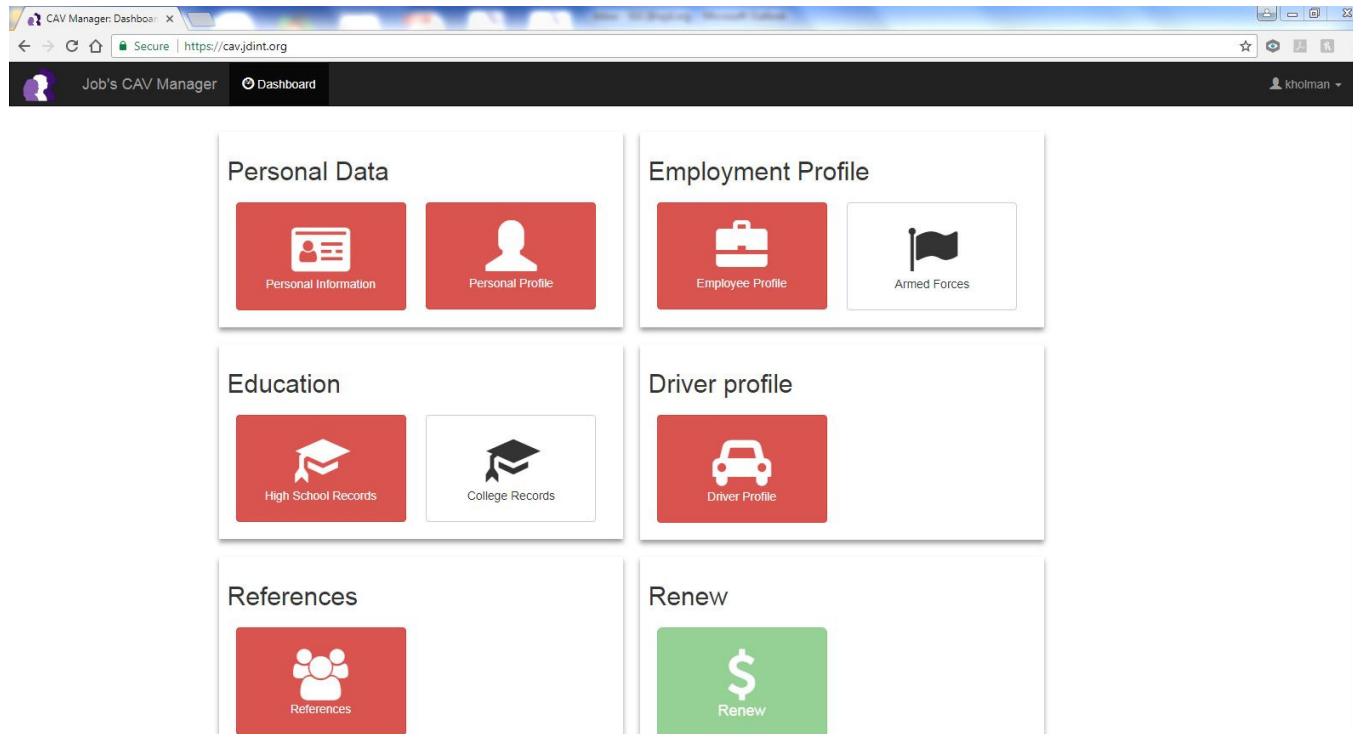 CAV Manager: Dashboar
Secure | https://cav.jdint.org
Job's CAV Manager Dashboard kholman
Personal Data
Personal Information Personal Profile
Employment Profile
Employee Profile Armed Forces
Education
High School Records College Records
Driver profile
Driver Profile
References
References
Renew
Renew